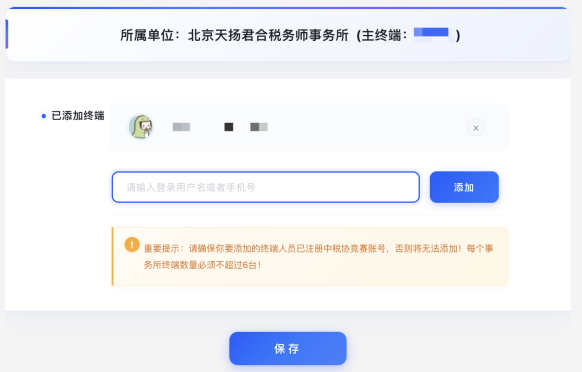 所属单位：北京天扬君合税务师事务所（主终端： ）
已添加终端
请输入登录用户名或者手机号
添加
重要提示：请确保你要添加的终端人员已注册中税协竞赛账号，否则将无法添加！每个事
务所终端数量必须不超过6台！
保存